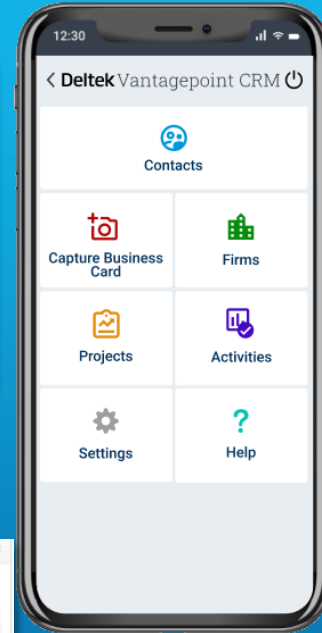 12:30
Deltek Vantagepoint CRM
Contacts
Capture Business
Card
Firms
Projects
Activities
Settings
? Help